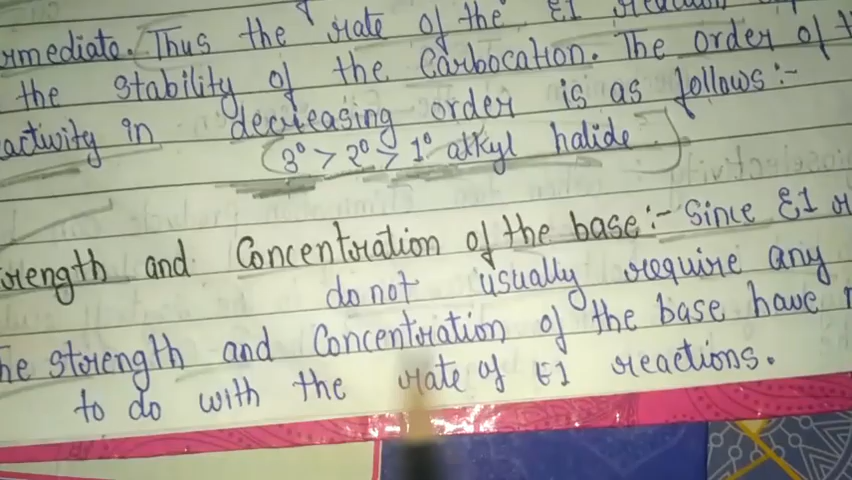 rmediate. Thus the rate of the E1 reaction
the stability of the Carbocation. The order of
activity in decreasing order is as follows:-
(3° > 2° > 1° alkyl halide)
rength and Concentration of the base:- Since E1
do not usually require any
he strength and Concentration of the base have
to do with the rate of E1 reactions.